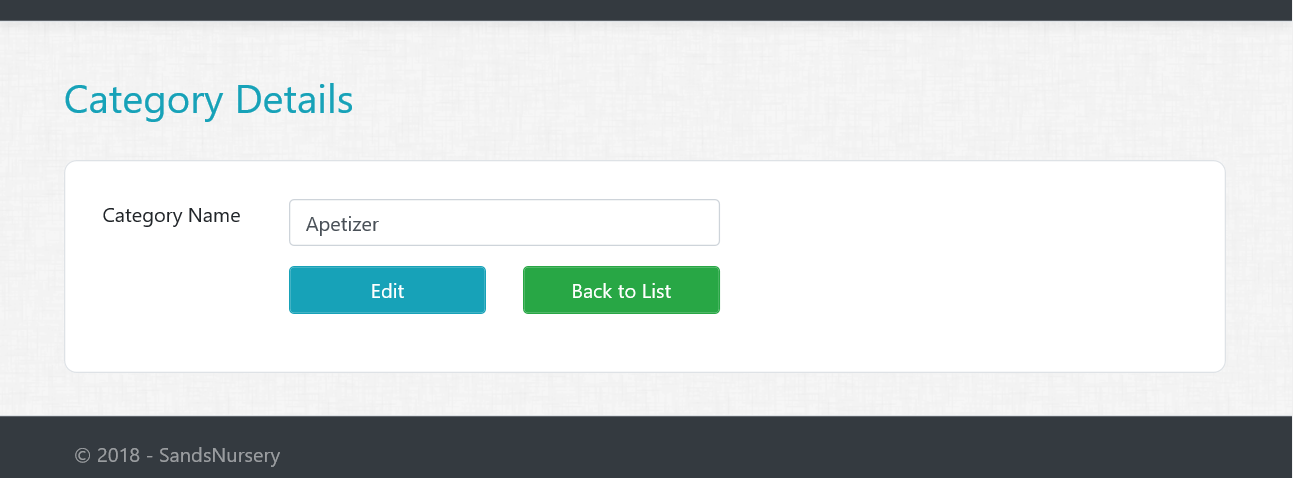 Category Details
Category Name
Apetizer
Edit
Back to List
© 2018 - SandsNursery